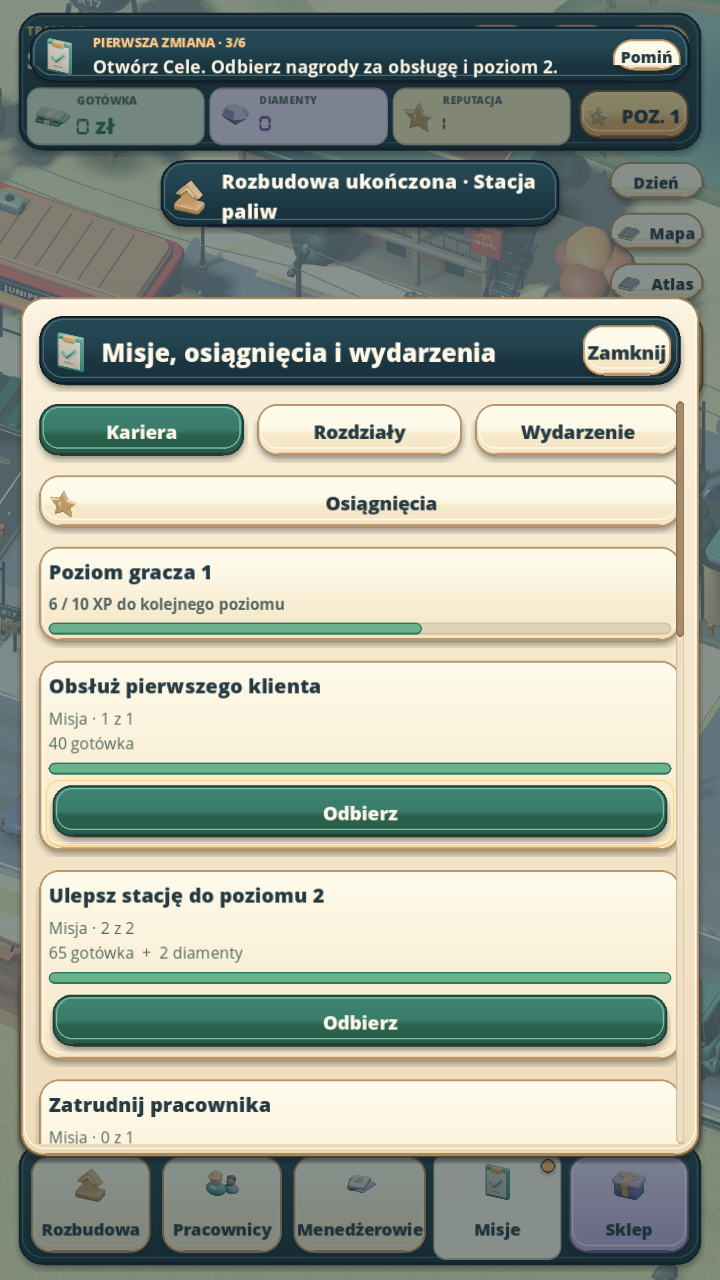 PIERWSZA ZMIANA · 3/6
Otwórz Cele. Odbierz nagrody za obsługę i poziom 2.
Pomiń
GOTÓWKA
0 zł
DIAMENTY
0
REPUTACJA
1
POZ. 1
Rozbudowa ukończona · Stacja
paliw
Dzień
Mapa
Atlas
Misje, osiągnięcia i wydarzenia
Zamknij
Kariera
Rozdziały
Wydarzenie
Osiągnięcia
Poziom gracza 1
6 / 10 XP do kolejnego poziomu
Obsłuż pierwszego klienta
Misja · 1 z 1
40 gotówka
Odbierz
Ulepsz stację do poziomu 2
Misja · 2 z 2
65 gotówka + 2 diamenty
Odbierz
Zatrudnij pracownika
Misja · 0 z 1
Rozbudowa
Pracownicy
Menedżerowie
Misje
Sklep